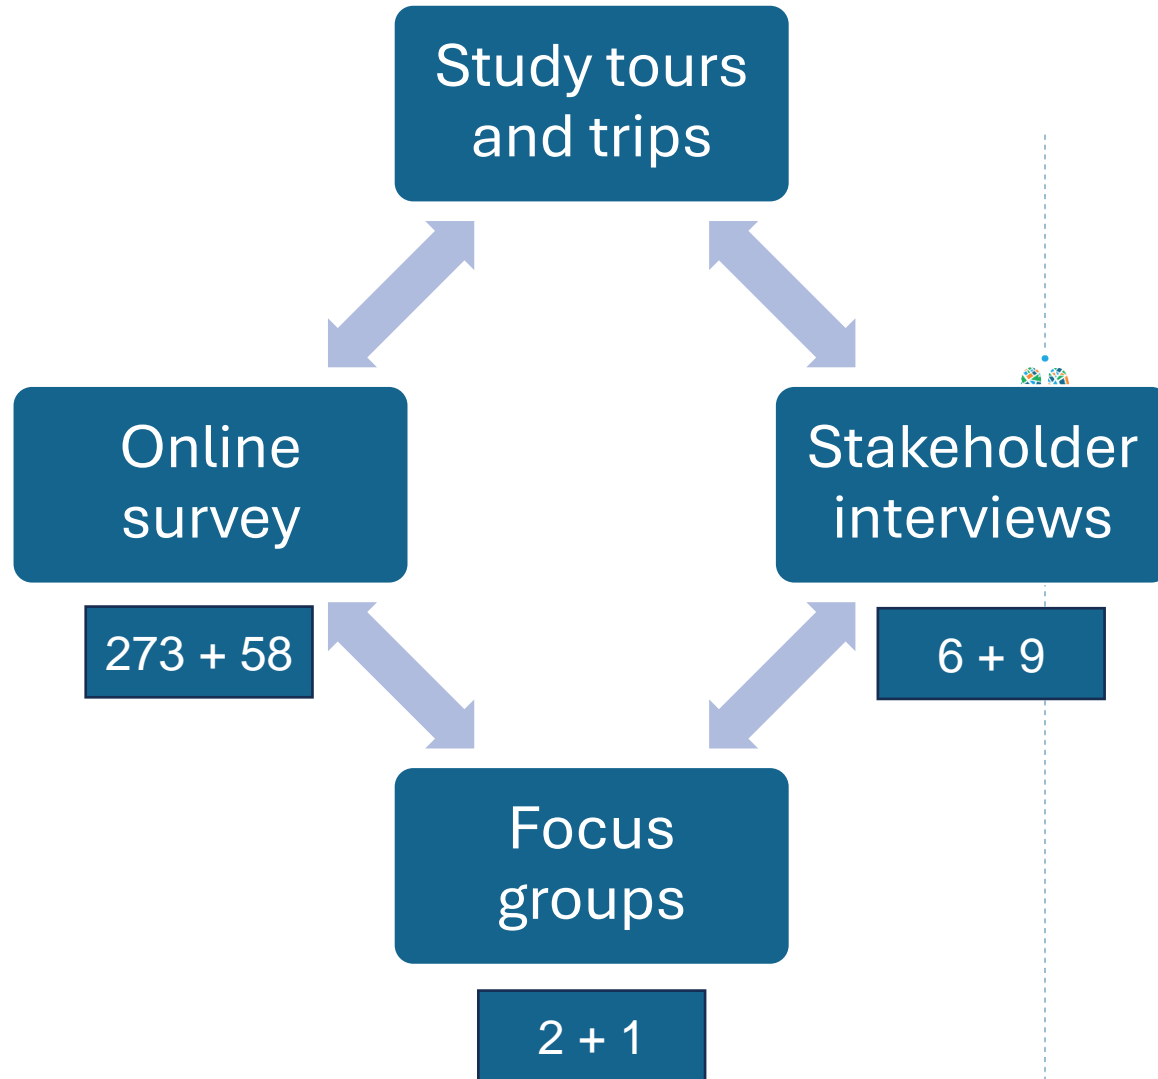 Study tours
and trips
Online
survey
Stakeholder
interviews
273 + 58
6 + 9
Focus
groups
2 + 1